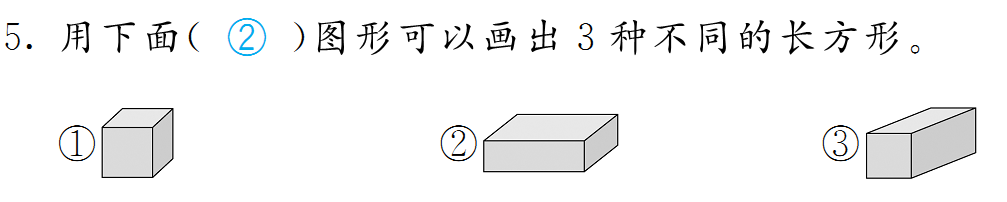 5. 用下面( ② )图形可以画出 3 种不同的长方形。
① ② ③